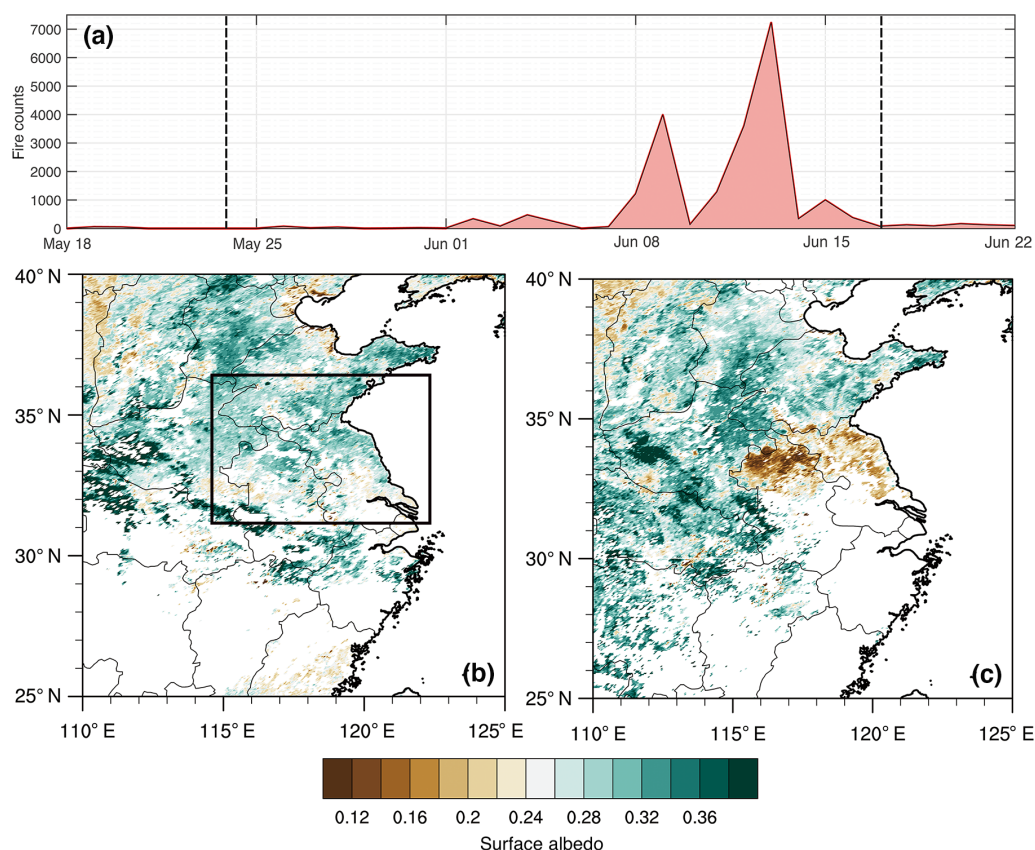 (a)
Fire counts
7000
6000
5000
4000
3000
2000
1000
0
May 18 May 25 Jun 01 Jun 08 Jun 15 Jun 22
40° N
35° N
30° N
25° N
110° E 115° E 120° E 125° E
(b)
40° N
35° N
30° N
25° N
110° E 115° E 120° E 125° E
(c)
0.12 0.16 0.2 0.24 0.28 0.32 0.36
Surface albedo